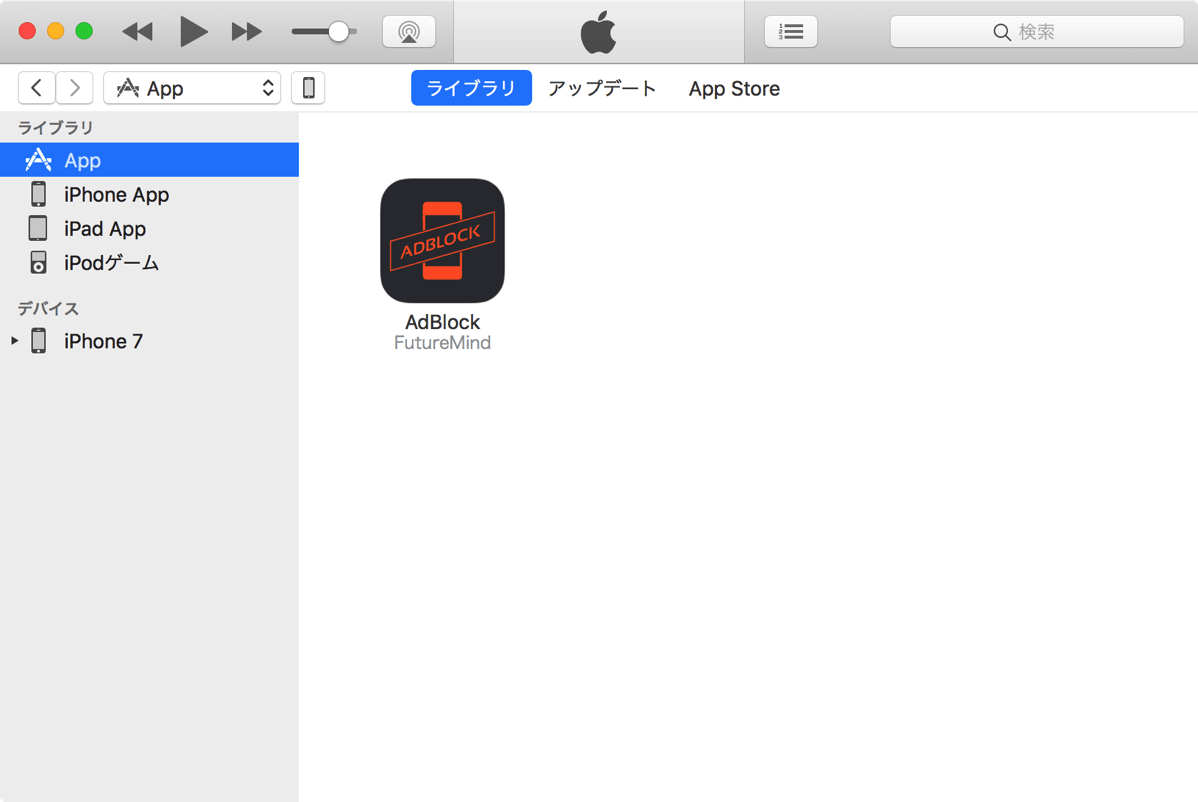 検索
App
ライブラリ
アップデート
App Store
ライブラリ
App
iPhone App
iPad App
iPodゲーム
デバイス
iPhone 7
ADBLOCK
AdBlock
FutureMind